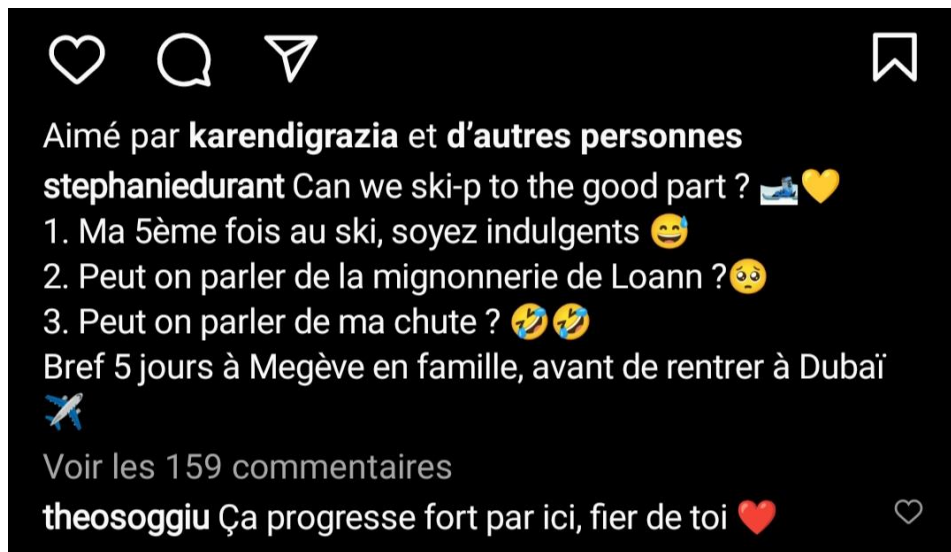 Aimé par karendigrazia et d’autres personnes
stephaniedurant Can we ski-p to the good part ? 🎿💛
1. Ma 5ème fois au ski, soyez indulgents 😅
2. Peut on parler de la mignonnerie de Loann ?🥺
3. Peut on parler de ma chute ? 🤣🤣
Bref 5 jours à Megève en famille, avant de rentrer à Dubaï
✈️
Voir les 159 commentaires
theosoggiu Ça progresse fort par ici, fier de toi ❤️